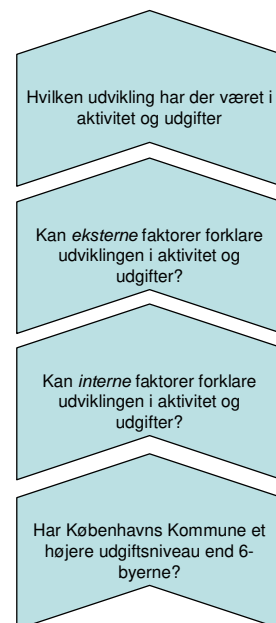 Hvilken udvikling har der været i
aktivitet og udgifter
Kan eksterne faktorer forklare
udviklingen i aktivitet og
udgifter?
Kan interne faktorer forklare
udviklingen i aktivitet og
udgifter?
Har Københavns Kommune et
højere udgiftsniveau end 6-
byerne?